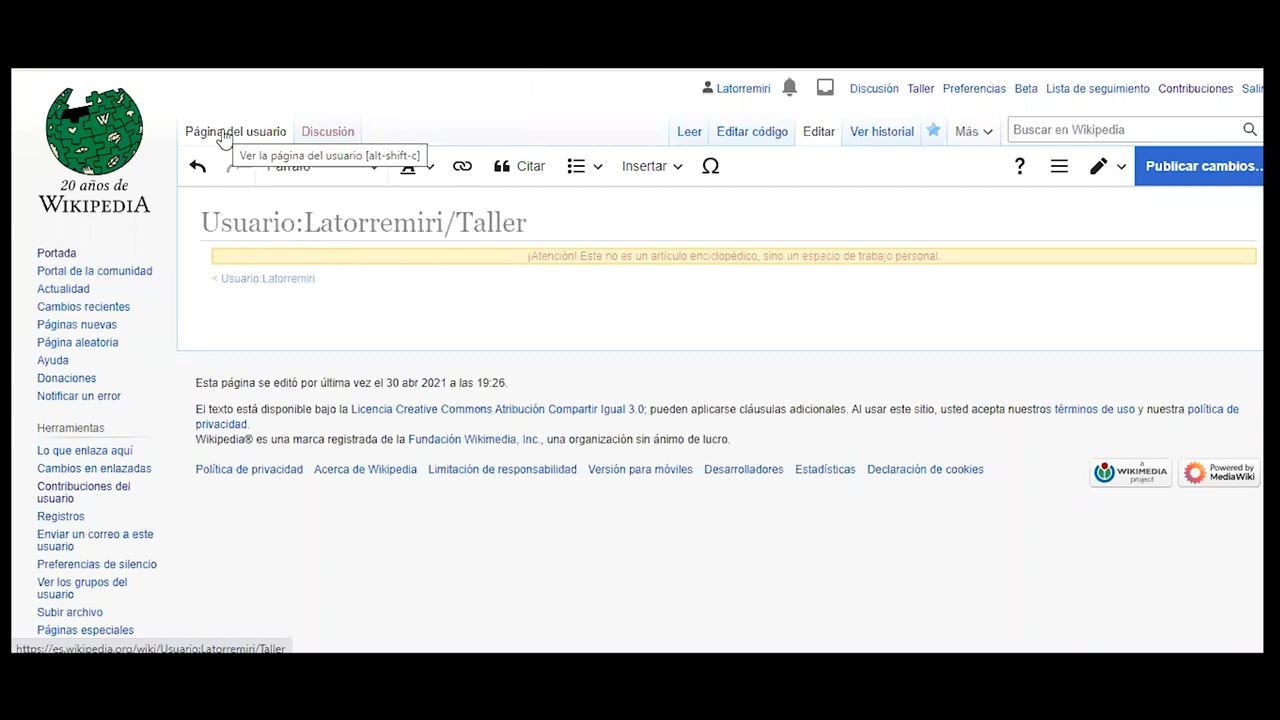 Latorremiri Discusión Taller Preferencias Beta Lista de seguimiento Contribuciones
Página del usuario Discusión Leer Editar código Editar Ver historial Más Buscar en Wikipedia
Ver la página del usuario [alt-shift-c]
Párrafo A Citar Insertar Ω ? Publicar cambios...
20 años de
WIKIPEDIA
Usuario:Latorremiri/Taller
¡Atención! Este no es un artículo enciclopédico, sino un espacio de trabajo personal.
< Usuario:Latorremiri
Portada
Portal de la comunidad
Actualidad
Cambios recientes
Páginas nuevas
Página aleatoria
Ayuda
Donaciones
Notificar un error
Herramientas
Lo que enlaza aquí
Cambios en enlazadas
Contribuciones del
usuario
Registros
Enviar un correo a este
usuario
Preferencias de silencio
Ver los grupos del
usuario
Subir archivo
Páginas especiales
Esta página se editó por última vez el 30 abr 2021 a las 19:26.
El texto está disponible bajo la Licencia Creative Commons Atribución Compartir Igual 3.0; pueden aplicarse cláusulas adicionales. Al usar este sitio, usted acepta nuestros términos de uso y nuestra política de
privacidad.
Wikipedia® es una marca registrada de la Fundación Wikimedia, Inc., una organización sin ánimo de lucro.
Política de privacidad Acerca de Wikipedia Limitación de responsabilidad Versión para móviles Desarrolladores Estadísticas Declaración de cookies
a
WIKIMEDIA
project
Powered by
MediaWiki
https://es.wikipedia.org/wiki/Usuario:Latorremiri/Taller